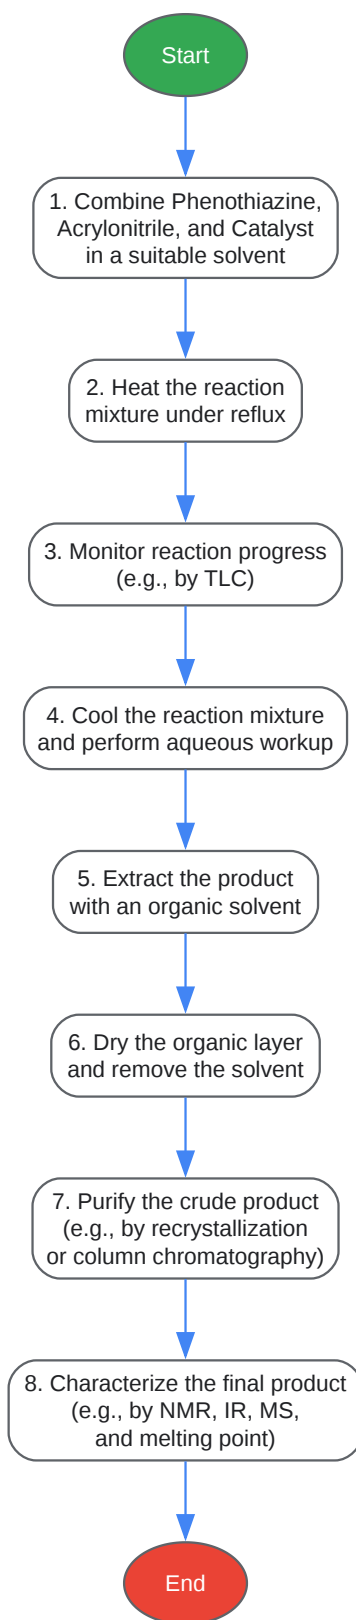 Start
1. Combine Phenothiazine,
Acrylonitrile, and Catalyst
in a suitable solvent
2. Heat the reaction
mixture under reflux
3. Monitor reaction progress
(e.g., by TLC)
4. Cool the reaction mixture
and perform aqueous workup
5. Extract the product
with an organic solvent
6. Dry the organic layer
and remove the solvent
7. Purify the crude product
(e.g., by recrystallization
or column chromatography)
8. Characterize the final product
(e.g., by NMR, IR, MS,
and melting point)
End